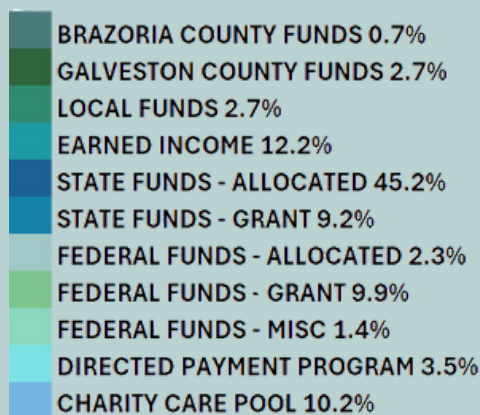 BRAZORIA COUNTY FUNDS 0.7%
GALVESTON COUNTY FUNDS 2.7%
LOCAL FUNDS 2.7%
EARNED INCOME 12.2%
STATE FUNDS - ALLOCATED 45.2%
STATE FUNDS - GRANT 9.2%
FEDERAL FUNDS - ALLOCATED 2.3%
FEDERAL FUNDS - GRANT 9.9%
FEDERAL FUNDS - MISC 1.4%
DIRECTED PAYMENT PROGRAM 3.5%
CHARITY CARE POOL 10.2%